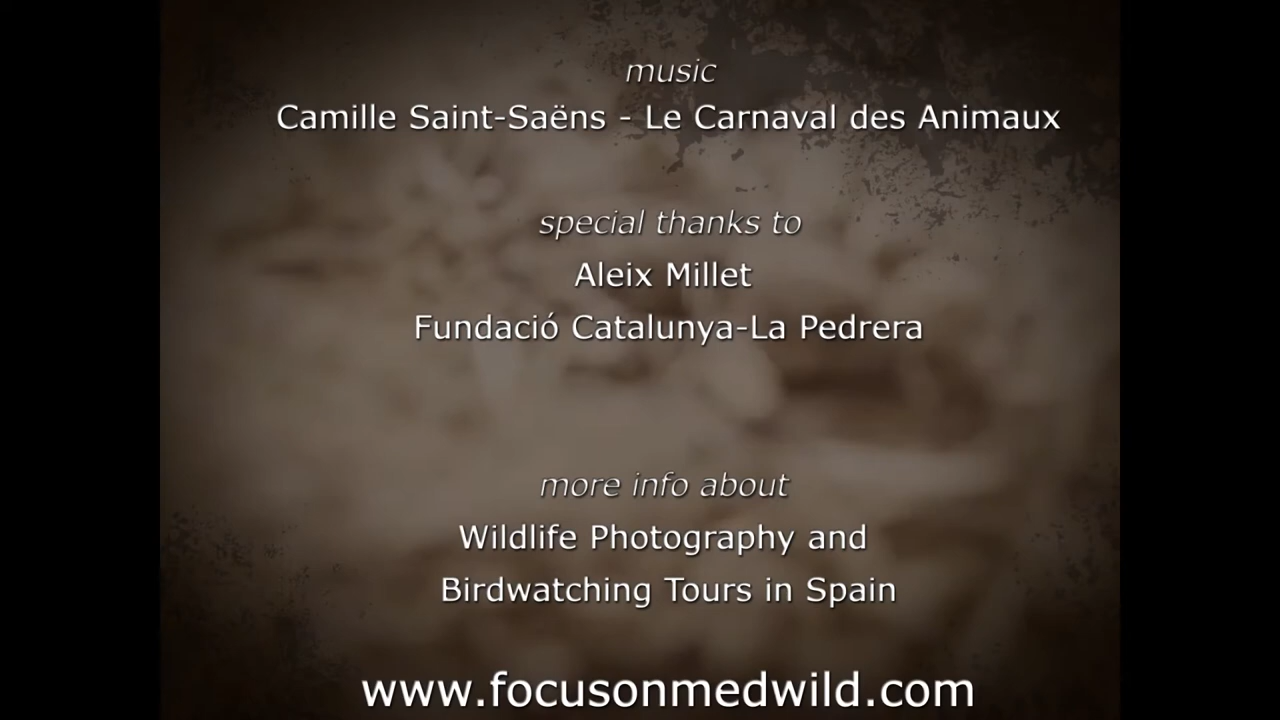 music
Camille Saint-Saëns - Le Carnaval des Animaux
special thanks to
Aleix Millet
Fundació Catalunya-La Pedrera
more info about
Wildlife Photography and
Birdwatching Tours in Spain
www.focusonmedwild.com